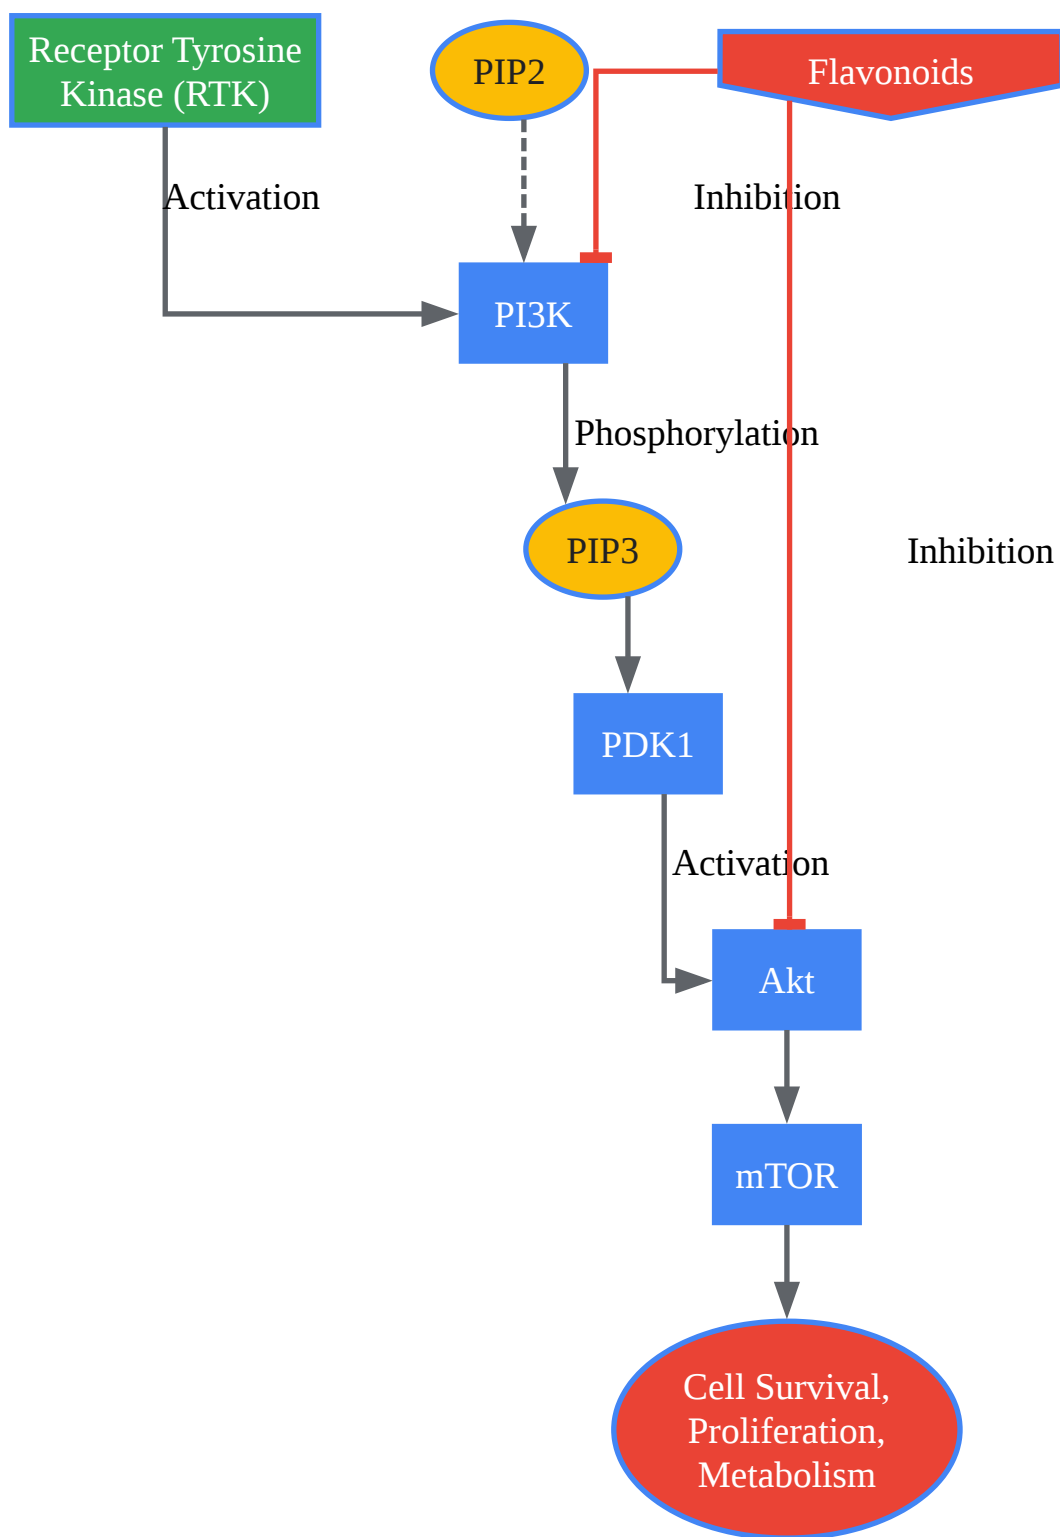 Receptor Tyrosine
Kinase (RTK)
PIP2
Flavonoids
Activation
Inhibition
PI3K
Phosphorylation
PIP3
Inhibition
PDK1
Activation
Akt
mTOR
Cell Survival,
Proliferation,
Metabolism